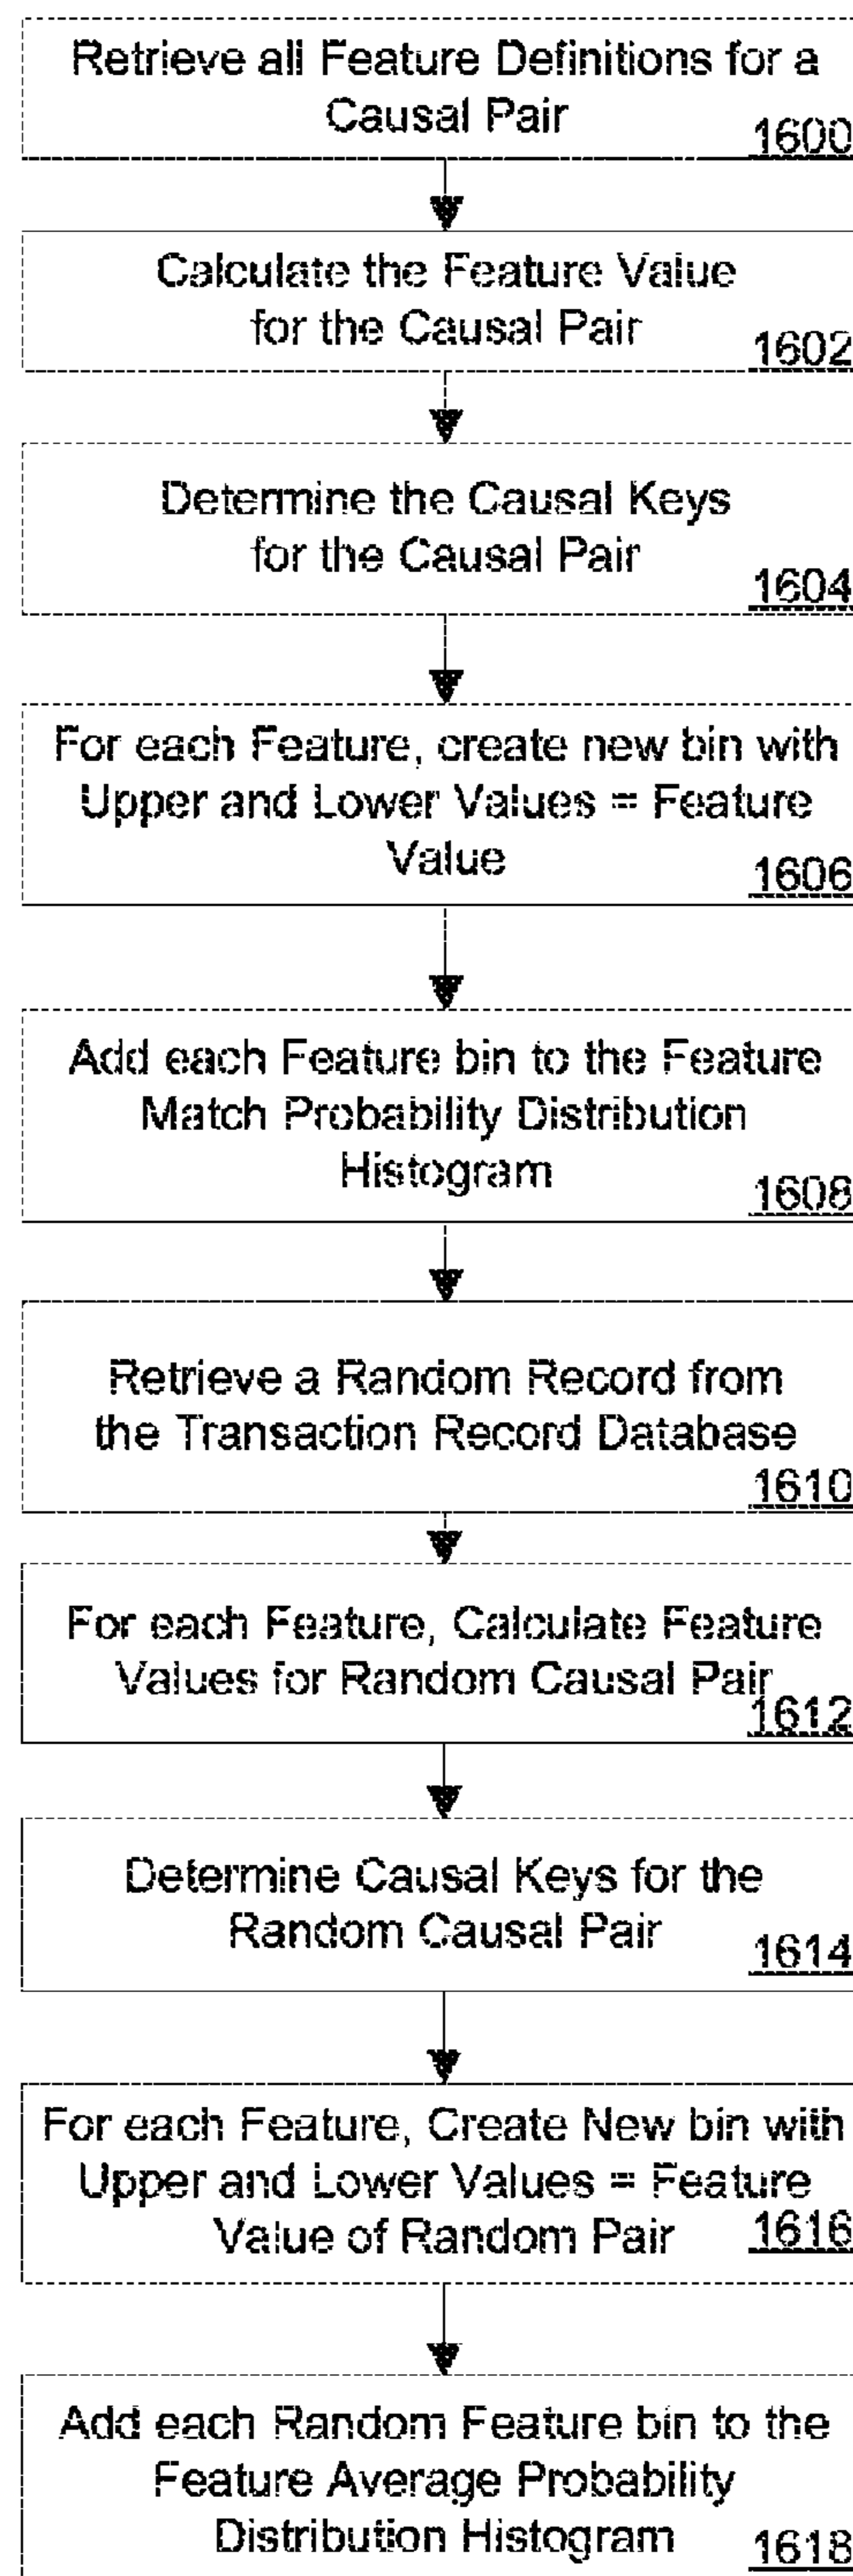 Retrieve all Feature Definitions for a
Causal Pair
1600
Calculate the Feature Value
for the Causal Pair
1602
Determine the Causal Keys
for the Causal Pair
1604
For each Feature, create new bin with
Upper and Lower Values = Feature
Value
1606
Add each Feature bin to the Feature
Match Probability Distribution
Histogram
1608
Retrieve a Random Record from
the Transaction Record Database
1610
For each Feature, Calculate Feature
Values for Random Causal Pair
1612
Determine Causal Keys for the
Random Causal Pair
1614
For each Feature, Create New bin with
Upper and Lower Values = Feature
Value of Random Pair
1616
Add each Random Feature bin to the
Feature Average Probability
Distribution Histogram
1618